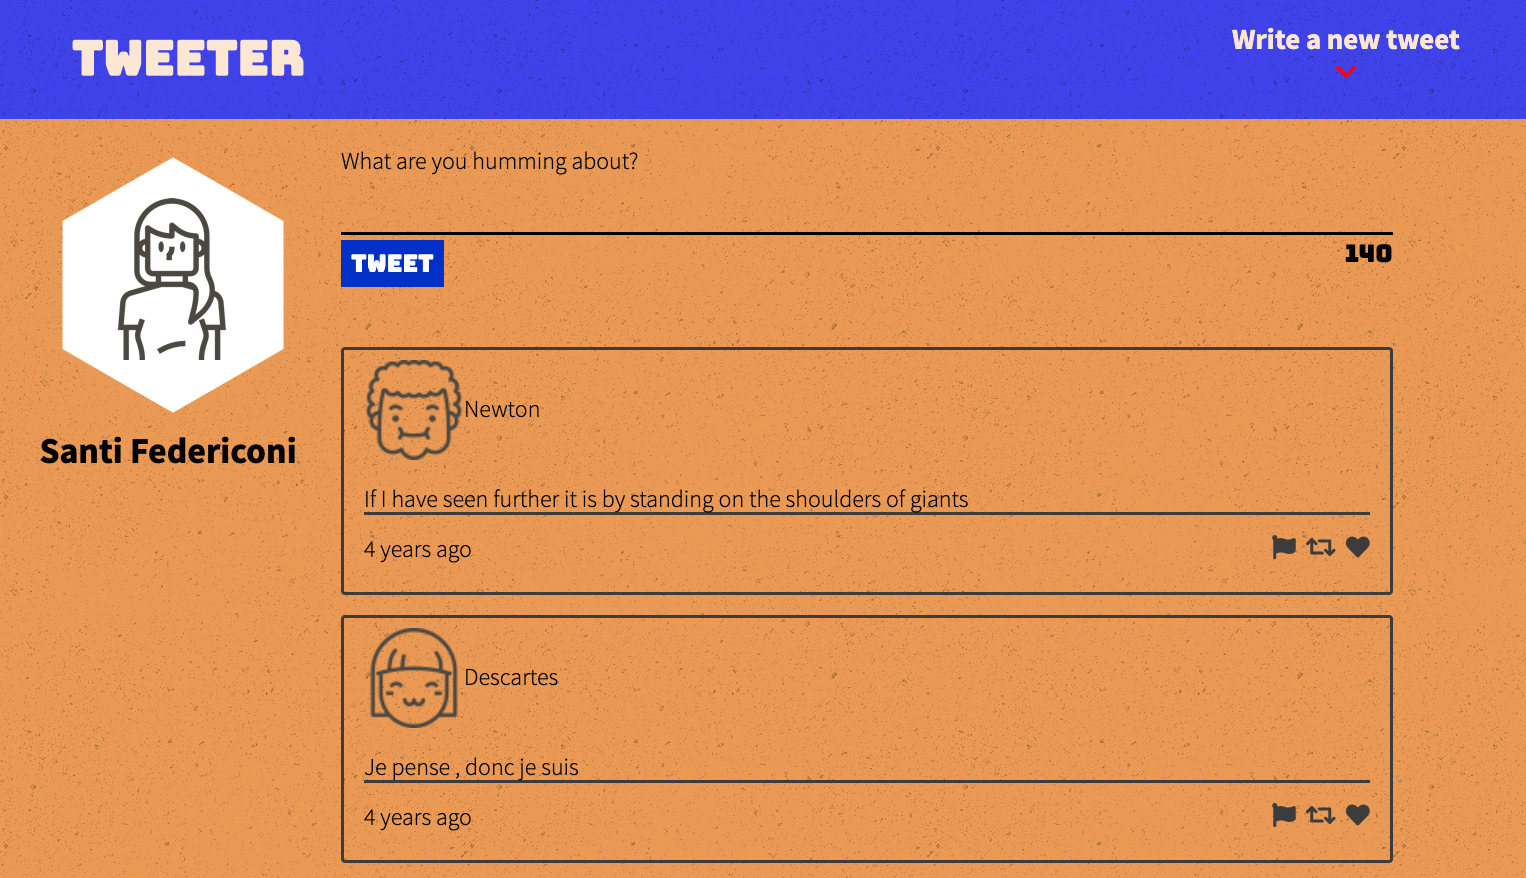 TWEETER
Write a new tweet
What are you humming about?
TWEET
140
Santi Federiconi
Newton
If I have seen further it is by standing on the shoulders of giants
4 years ago
Descartes
Je pense , donc je suis
4 years ago